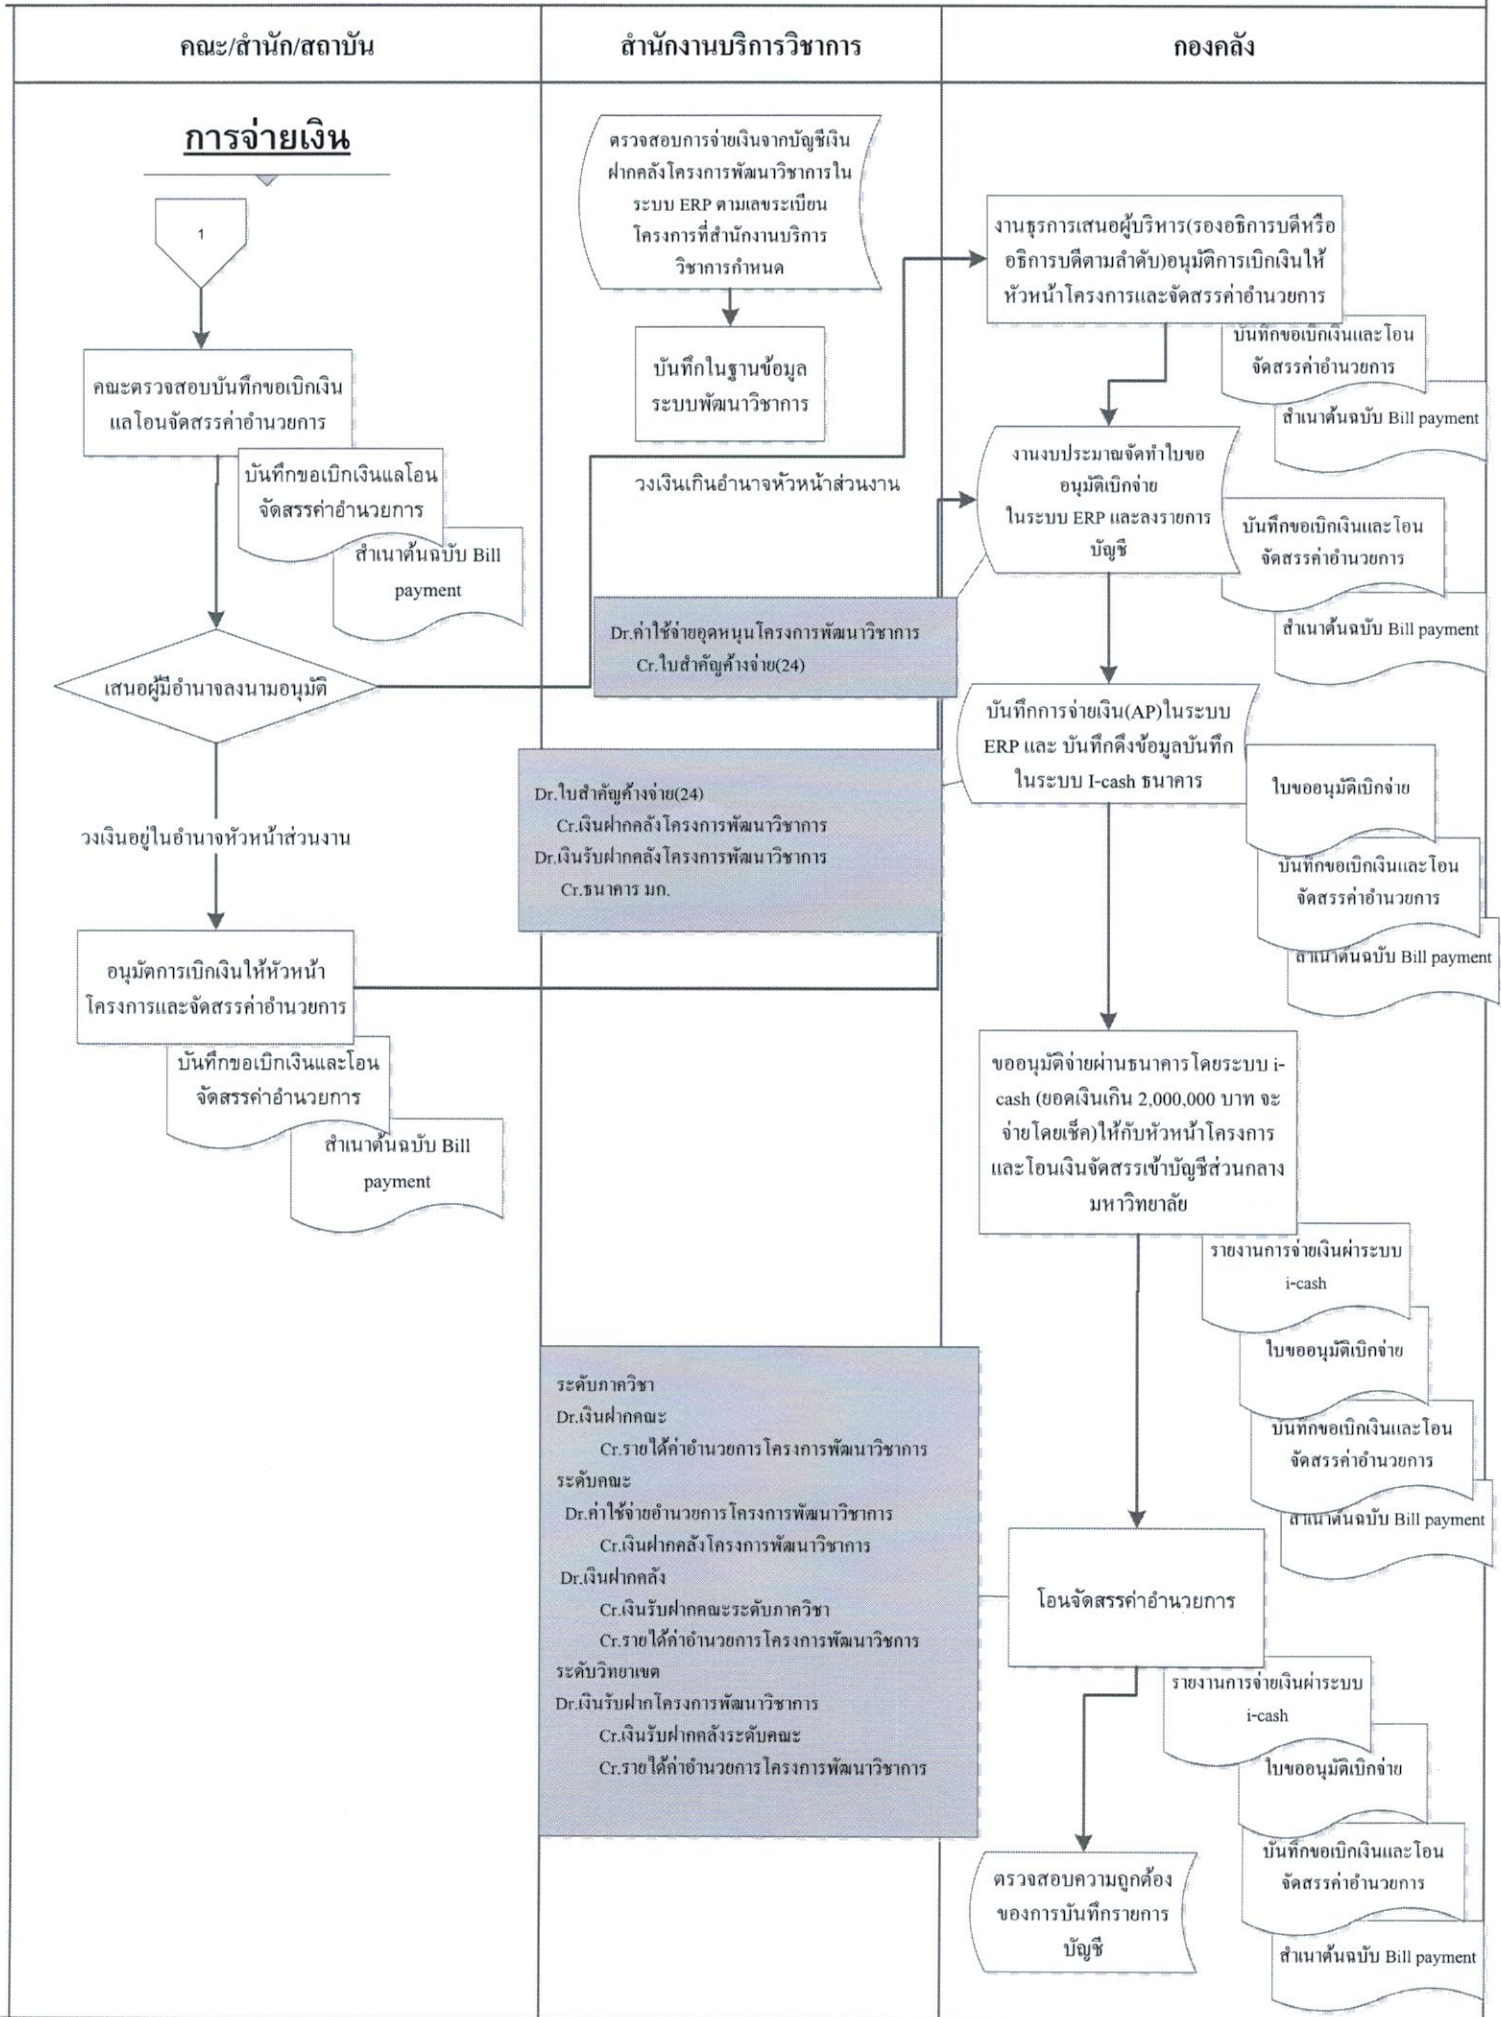 คณะ/สำนัก/สถาบัน
สำนักงานบริการวิชาการ
กองคลัง
การจ่ายเงิน
1
คณะตรวจสอบบันทึกขอเบิกเงิน
แลโอนจัดสรรค่าอำนวยการ
บันทึกขอเบิกเงินแลโอน
จัดสรรค่าอำนวยการ
สำเนาต้นฉบับ Bill
payment
เสนอผู้มีอำนาจลงนามอนุมัติ
วงเงินอยู่ในอำนาจหัวหน้าส่วนงาน
อนุมัตการเบิกเงินให้หัวหน้า
โครงการและจัดสรรค่าอำนวยการ
บันทึกขอเบิกเงินและโอน
จัดสรรค่าอำนวยการ
สำเนาต้นฉบับ Bill
payment
ตรวจสอบการจ่ายเงินจากบัญชีเงิน
ฝากคลังโครงการพัฒนาวิชาการใน
ระบบ ERP ตามเลขระเบียน
โครงการที่สำนักงานบริการ
วิชาการกำหนด
บันทึกในฐานข้อมูล
ระบบพัฒนาวิชาการ
วงเงินเกินอำนาจหัวหน้าส่วนงาน
Dr.ค่าใช้จ่ายอุดหนุนโครงการพัฒนาวิชาการ
Cr.ใบสำคัญค้างจ่าย(24)
Dr.ใบสำคัญค้างจ่าย(24)
Cr.เงินฝากคลังโครงการพัฒนาวิชาการ
Dr.เงินรับฝากคลังโครงการพัฒนาวิชาการ
Cr.ธนาคาร มก.
ระดับภาควิชา
Dr.เงินฝากคณะ
Cr.รายได้ค่าอำนวยการโครงการพัฒนาวิชาการ
ระดับคณะ
Dr.ค่าใช้จ่ายอำนวยการโครงการพัฒนาวิชาการ
Cr.เงินฝากคลังโครงการพัฒนาวิชาการ
Dr.เงินฝากคลัง
Cr.เงินรับฝากคณะระดับภาควิชา
Cr.รายได้ค่าอำนวยการโครงการพัฒนาวิชการ
ระดับวิทยาเขต
Dr.เงินรับฝากโครงการพัฒนาวิชาการ
Cr.เงินรับฝากคลังระดับคณะ
Cr.รายได้ค่าอำนวยการโครงการพัฒนาวิชาการ
งานธุรการเสนอผู้บริหาร(รองอธิการบดีหรือ
อธิการบดีตามลำดับ)อนุมัติการเบิกเงินให้
หัวหน้าโครงการและจัดสรรค่าอำนวยการ
บันทึกขอเบิกเงินและโอน
จัดสรรค่าอำนวยการ
สำเนาต้นฉบับ Bill payment
งานงบประมาณจัดทำใบขอ
อนุมัติเบิกจ่าย
ในระบบ ERP และลงรายการ
บัญชี
บันทึกขอเบิกเงินและโอน
จัดสรรค่าอำนวยการ
สำเนาต้นฉบับ Bill payment
บันทึกการจ่ายเงิน(AP)ในระบบ
ERP และ บันทึกดึงข้อมูลบันทึก
ในระบบ I-cash ธนาคาร
ใบขออนุมัติเบิกจ่าย
บันทึกขอเบิกเงินและโอน
จัดสรรค่าอำนวยการ
สำเนาต้นฉบับ Bill payment
ขออนุมัติจ่ายผ่านธนาคารโดยระบบ i-
cash (ยอดเงินเกิน 2,000,000 บาท จะ
จ่ายโดยเช็ค)ให้กับหัวหน้าโครงการ
และโอนเงินจัดสรรเข้าบัญชีส่วนกลาง
มหาวิทยาลัย
รายงานการจ่ายเงินผ่าระบบ
i-cash
ใบขออนุมัติเบิกจ่าย
บันทึกขอเบิกเงินและโอน
จัดสรรค่าอำนวยการ
สำเนาต้นฉบับ Bill payment
โอนจัดสรรค่าอำนวยการ
รายงานการจ่ายเงินผ่าระบบ
i-cash
ใบขออนุมัติเบิกจ่าย
บันทึกขอเบิกเงินและโอน
จัดสรรค่าอำนวยการ
สำเนาต้นฉบับ Bill payment
ตรวจสอบความถูกต้อง
ของการบันทึกรายการ
บัญชี